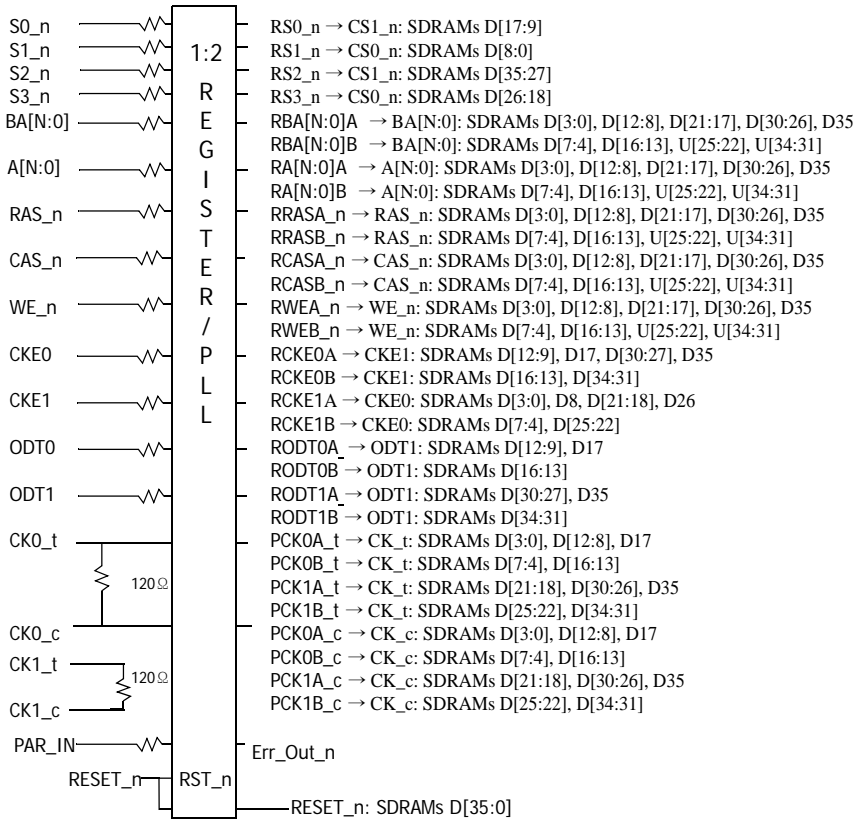 S0_n RS0_n → CS1_n: SDRAMs D[17:9]
S1_n RS1_n → CS0_n: SDRAMs D[8:0]
S2_n RS2_n → CS1_n: SDRAMs D[35:27]
S3_n RS3_n → CS0_n: SDRAMs D[26:18]
BA[N:0] RBA[N:0]A → BA[N:0]: SDRAMs D[3:0], D[12:8], D[21:17], D[30:26], D35
RBA[N:0]B → BA[N:0]: SDRAMs D[7:4], D[16:13], U[25:22], U[34:31]
A[N:0] RA[N:0]A → A[N:0]: SDRAMs D[3:0], D[12:8], D[21:17], D[30:26], D35
RA[N:0]B → A[N:0]: SDRAMs D[7:4], D[16:13], U[25:22], U[34:31]
RAS_n RRASA_n → RAS_n: SDRAMs D[3:0], D[12:8], D[21:17], D[30:26], D35
RRASB_n → RAS_n: SDRAMs D[7:4], D[16:13], U[25:22], U[34:31]
CAS_n RCASA_n → CAS_n: SDRAMs D[3:0], D[12:8], D[21:17], D[30:26], D35
RCASB_n → CAS_n: SDRAMs D[7:4], D[16:13], U[25:22], U[34:31]
WE_n RWEA_n → WE_n: SDRAMs D[3:0], D[12:8], D[21:17], D[30:26], D35
RWEB_n → WE_n: SDRAMs D[7:4], D[16:13], U[25:22], U[34:31]
CKE0 RCKE0A → CKE1: SDRAMs D[12:9], D17, D[30:27], D35
RCKE0B → CKE1: SDRAMs D[16:13], D[34:31]
CKE1 RCKE1A → CKE0: SDRAMs D[3:0], D8, D[21:18], D26
RCKE1B → CKE0: SDRAMs D[7:4], D[25:22]
ODT0 RODT0A → ODT1: SDRAMs D[12:9], D17
RODT0B → ODT1: SDRAMs D[16:13]
ODT1 RODT1A → ODT1: SDRAMs D[30:27], D35
RODT1B → ODT1: SDRAMs D[34:31]
CK0_t PCK0A_t → CK_t: SDRAMs D[3:0], D[12:8], D17
PCK0B_t → CK_t: SDRAMs D[7:4], D[16:13]
120Ω PCK1A_t → CK_t: SDRAMs D[21:18], D[30:26], D35
PCK1B_t → CK_t: SDRAMs D[25:22], D[34:31]
CK0_c PCK0A_c → CK_c: SDRAMs D[3:0], D[12:8], D17
PCK0B_c → CK_c: SDRAMs D[7:4], D[16:13]
CK1_t
120Ω PCK1A_c → CK_c: SDRAMs D[21:18], D[30:26], D35
CK1_c PCK1B_c → CK_c: SDRAMs D[25:22], D[34:31]
PAR_IN Err_Out_n
RESET_n RST_n
RESET_n: SDRAMs D[35:0]
1:2
R
E
G
I
S
T
E
R
/
P
L
L